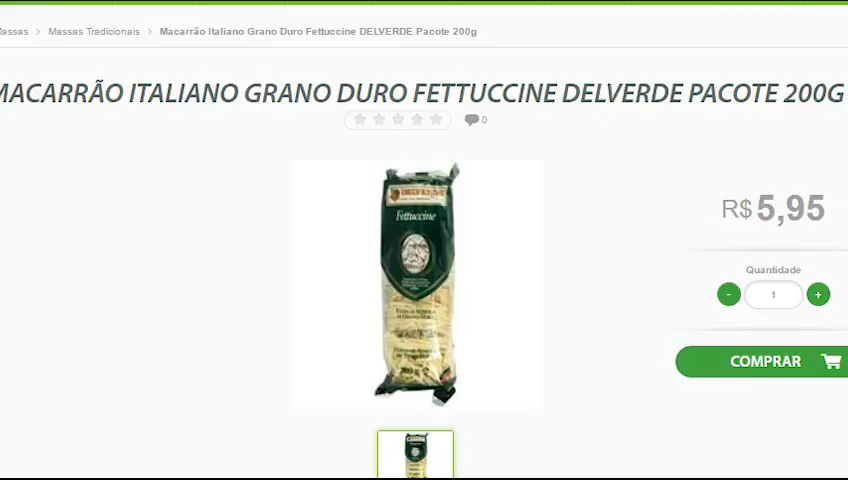 Massas > Massas Tradicionais > Macarrão Italiano Grano Duro Fettuccine DELVERDE Pacote 200g
MACARRÃO ITALIANO GRANO DURO FETTUCCINE DELVERDE PACOTE 200G
0
Fettuccine
R$ 5,95
Quantidade
- 1 +
COMPRAR